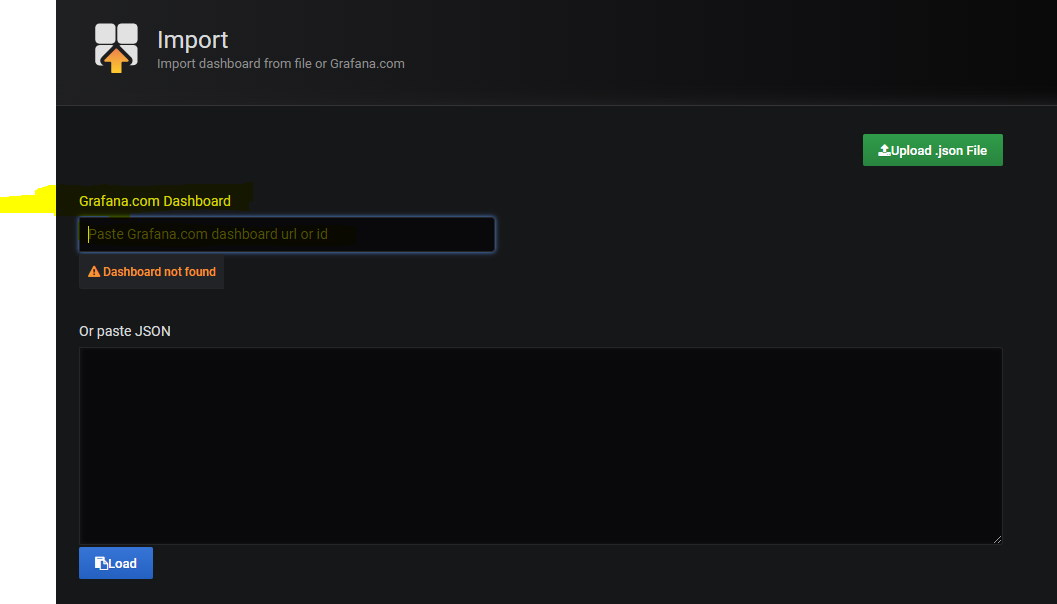 Import
Import dashboard from file or Grafana.com
Upload .json File
Grafana.com Dashboard
Paste Grafana.com dashboard url or id
Dashboard not found
Or paste JSON
Load